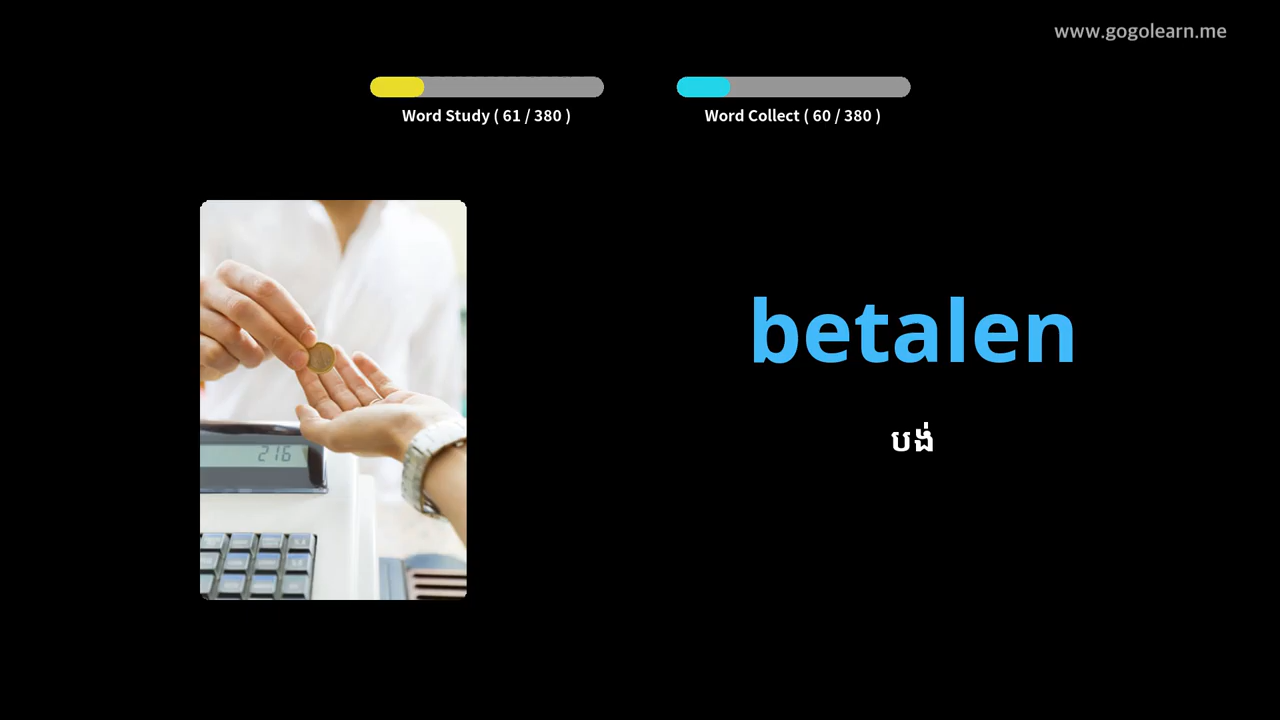 www.gogolearn.me
Word Study ( 61 / 380 )
Word Collect ( 60 / 380 )
betalen
បង់
216